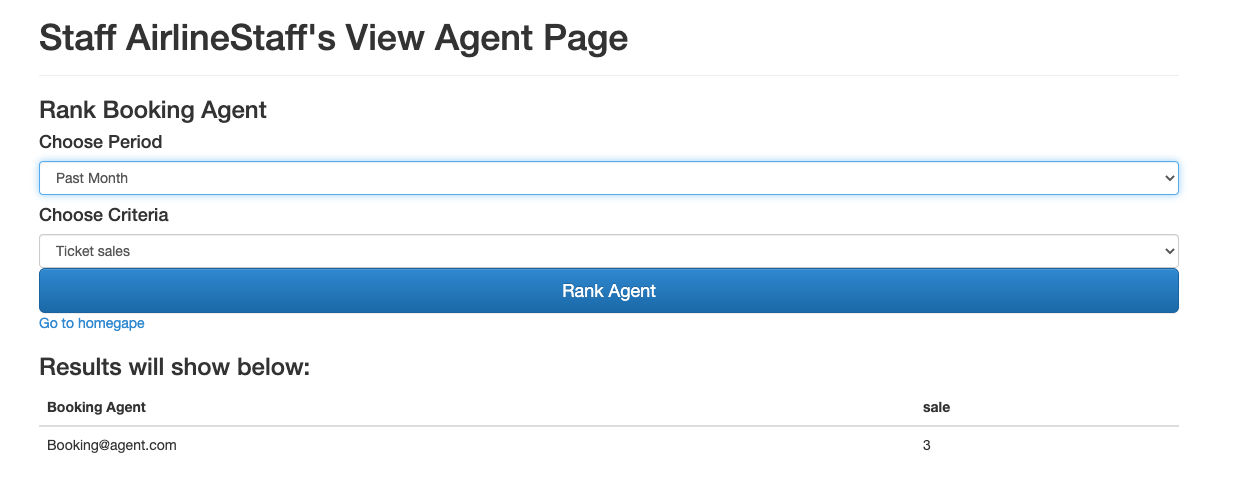 Staff AirlineStaff's View Agent Page
Rank Booking Agent
Choose Period
Past Month
Choose Criteria
Ticket sales
Rank Agent
Go to homegape
Results will show below:
Booking Agent sale
Booking@agent.com 3